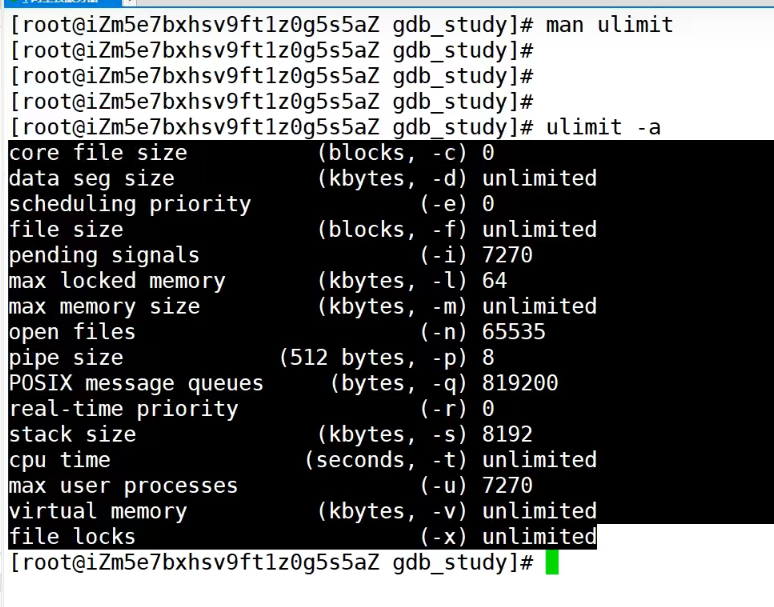 [root@iZm5e7bxhsv9ft1z0g5s5aZ gdb_study]# man ulimit
[root@iZm5e7bxhsv9ft1z0g5s5aZ gdb_study]#
[root@iZm5e7bxhsv9ft1z0g5s5aZ gdb_study]#
[root@iZm5e7bxhsv9ft1z0g5s5aZ gdb_study]#
[root@iZm5e7bxhsv9ft1z0g5s5aZ gdb_study]# ulimit -a
core file size          (blocks, -c) 0
data seg size           (kbytes, -d) unlimited
scheduling priority             (-e) 0
file size               (blocks, -f) unlimited
pending signals                 (-i) 7270
max locked memory       (kbytes, -l) 64
max memory size         (kbytes, -m) unlimited
open files                      (-n) 65535
pipe size            (512 bytes, -p) 8
POSIX message queues     (bytes, -q) 819200
real-time priority              (-r) 0
stack size              (kbytes, -s) 8192
cpu time               (seconds, -t) unlimited
max user processes              (-u) 7270
virtual memory          (kbytes, -v) unlimited
file locks                      (-x) unlimited
[root@iZm5e7bxhsv9ft1z0g5s5aZ gdb_study]#